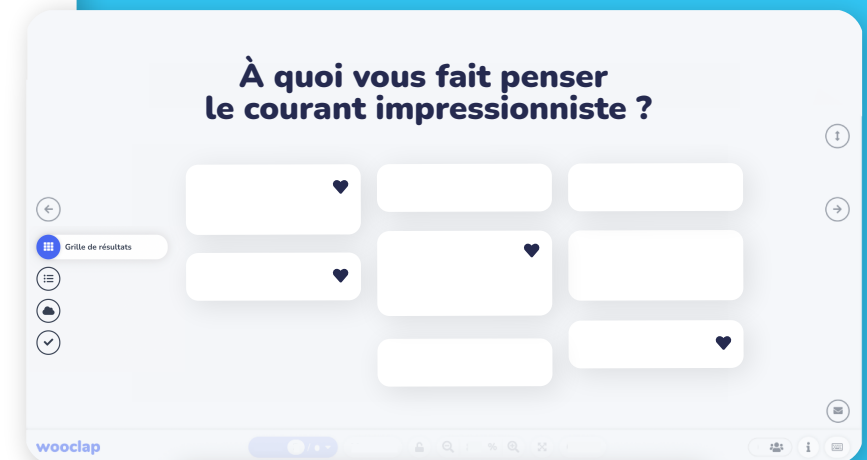 À quoi vous fait penser
le courant impressionniste ?
Grille de résultats
wooclap